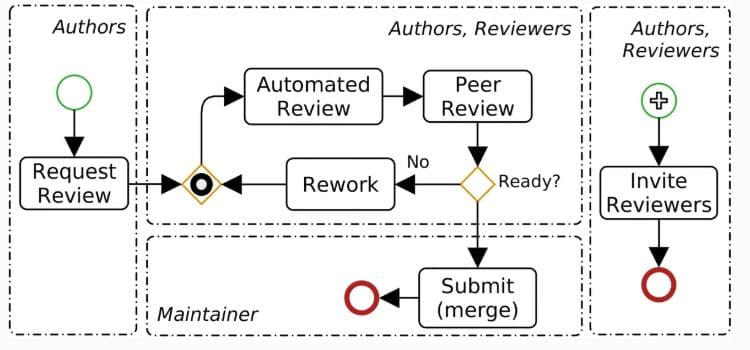 Authors
Request
Review
Authors, Reviewers
Automated
Review
Peer
Review
Rework
No
Ready?
Maintainer
Submit
(merge)
Authors,
Reviewers
Invite
Reviewers